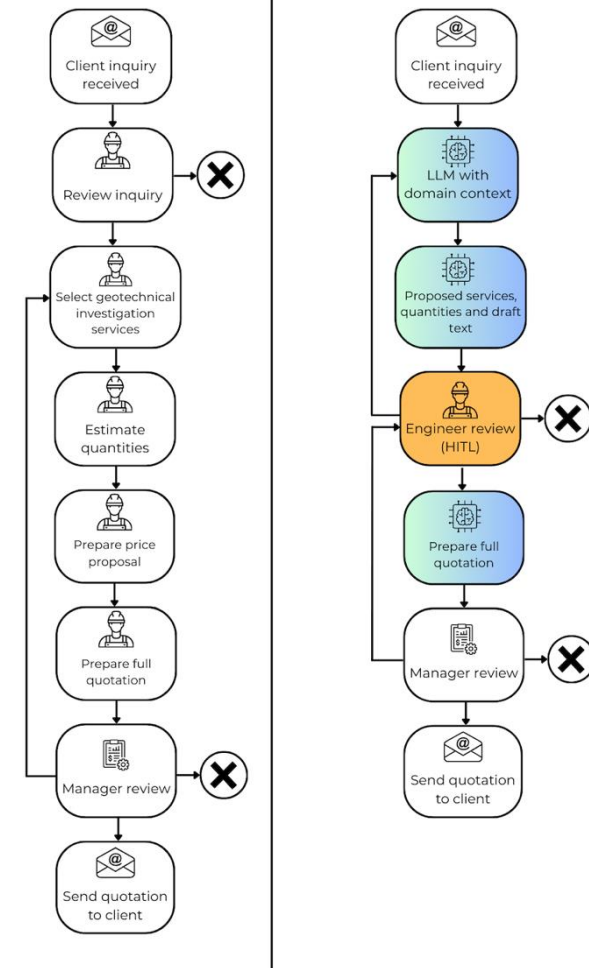 Client inquiry
received
Review inquiry
Select geotechnical
investigation
services
Estimate
quantities
Prepare price
proposal
Prepare full
quotation
Manager review
Send quotation
to client
Client inquiry
received
LLM with
domain context
Proposed services,
quantities and draft
text
Engineer review
(HITL)
Prepare full
quotation
Manager review
Send quotation
to client